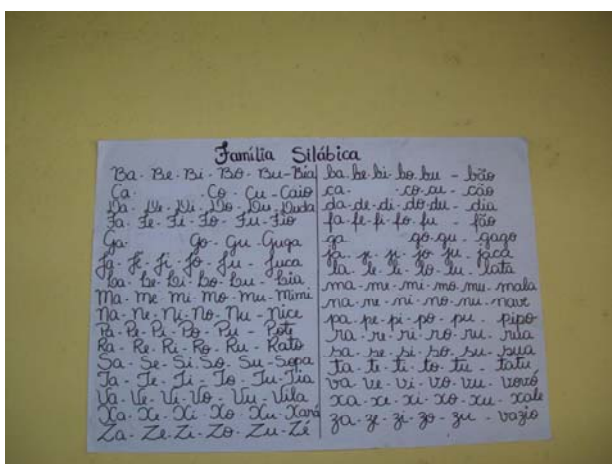 Família Silábica
Ba - Be - Bi - Bo - Bu - Bia
Ca - Co - Cu - Caio
Da - De - Di - Do - Du - Duda
Fa - Fe - Fi - Fo - Fu - Fio
Ga - Go - Gu - Guga
Ja - Je - Ji - Jo - Ju - Juca
La - Le - Li - Lo - Lu - Lia
Ma - Me - Mi - Mo - Mu - Mimi
Na - Ne - Ni - No - Nu - Nice
Pa - Pe - Pi - Po - Pu - Poti
Ra - Re - Ri - Ro - Ru - Rato
Sa - Se - Si - So - Su - Sopa
Ta - Te - Ti - To - Tu - Tia
Va - Ve - Vi - Vo - Vu - Vila
Xa - Xe - Xi - Xo - Xu - Xará
Za - Ze - Zi - Zo - Zu - Zé
ba - be - bi - bo - bu - bão
ca - co - cu - cão
da - de - di - do - du - dia
fa - fe - fi - fo - fu - fão
ga - go - gu - gago
ja - je - ji - jo - ju - jaca
la - le - li - lo - lu - lata
ma - me - mi - mo - mu - mala
na - ne - ni - no - nu - nave
pa - pe - pi - po - pu - pipo
ra - re - ri - ro - ru - rua
sa - se - si - so - su - sua
ta - te - ti - to - tu - tatu
va - ve - vi - vo - vu - vovó
xa - xe - xi - xo - xu - xale
za - ze - zi - zo - zu - vazio